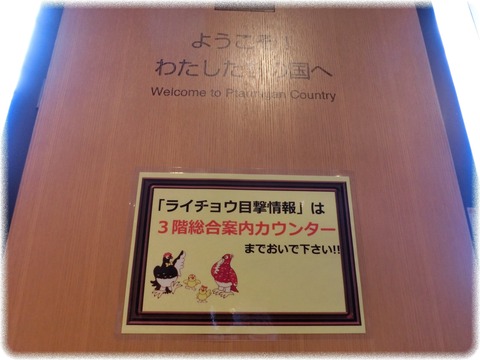 ようこそ！
わたしたちの国へ
Welcome to Ptarmigan Country
「ライチョウ目撃情報」は
３階総合案内カウンター
までおいで下さい!!